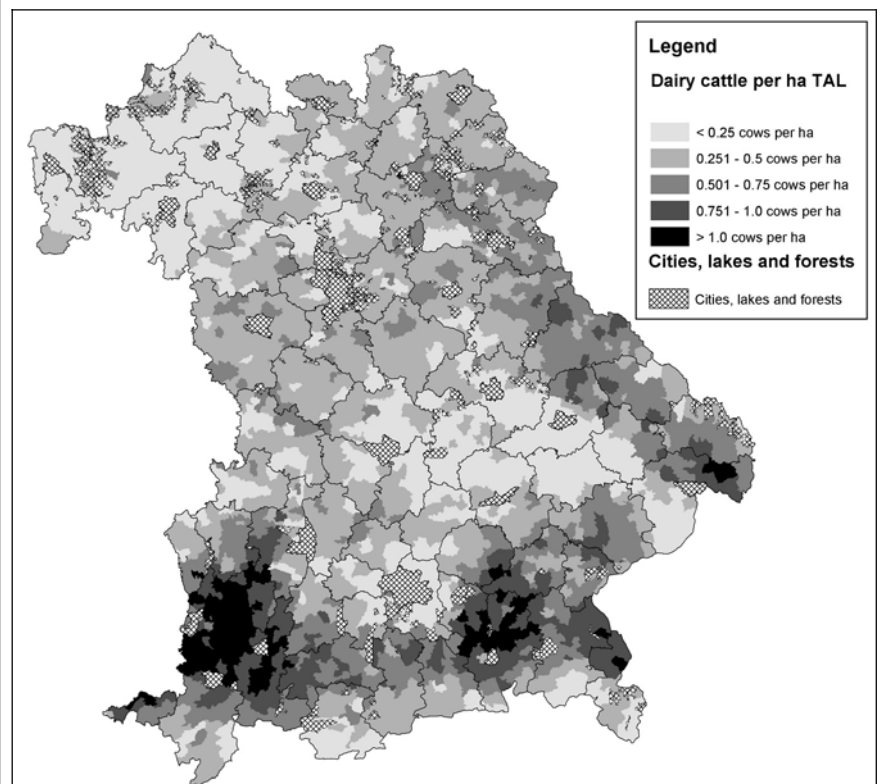 Legend
Dairy cattle per ha TAL
< 0.25 cows per ha
0.251 - 0.5 cows per ha
0.501 - 0.75 cows per ha
0.751 - 1.0 cows per ha
> 1.0 cows per ha
Cities, lakes and forests
Cities, lakes and forests